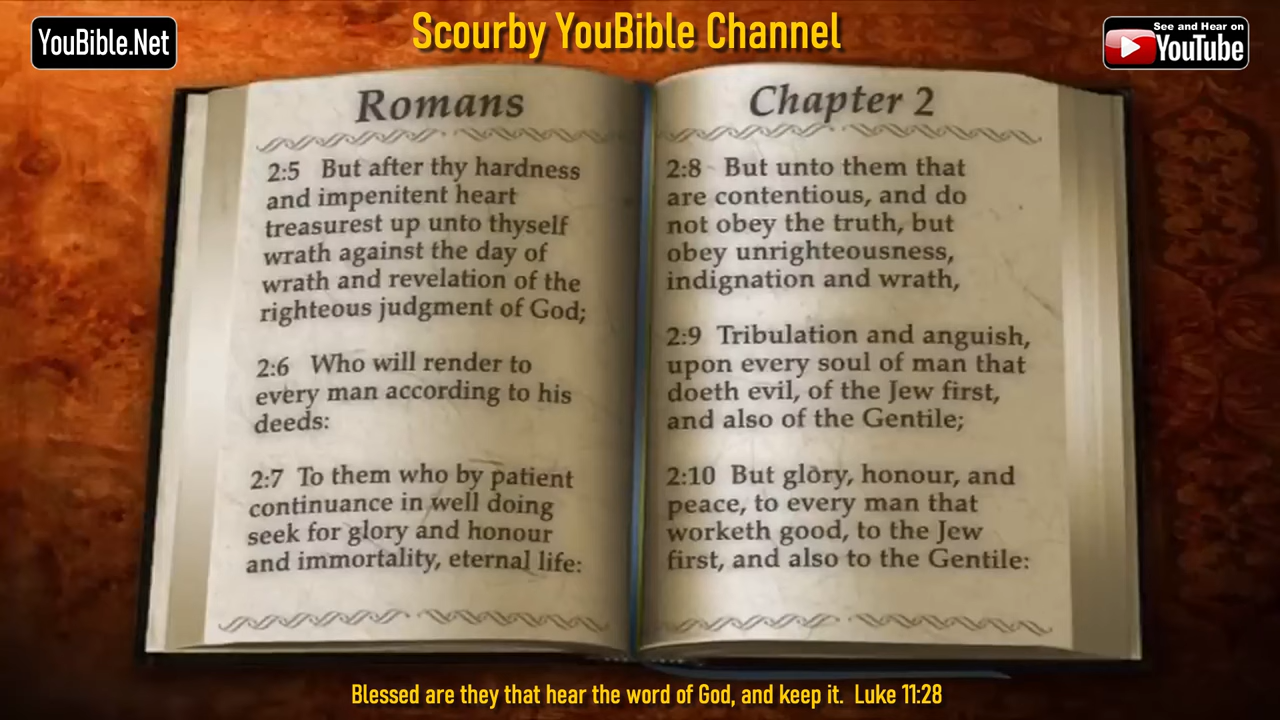 YouBible.Net
Scourby YouBible Channel
See and Hear on
YouTube
Romans
2:5 But after thy hardness
and impenitent heart
treasurest up unto thyself
wrath against the day of
wrath and revelation of the
righteous judgment of God;
2:6 Who will render to
every man according to his
deeds:
2:7 To them who by patient
continuance in well doing
seek for glory and honour
and immortality, eternal life:
Chapter 2
2:8 But unto them that
are contentious, and do
not obey the truth, but
obey unrighteousness,
indignation and wrath,
2:9 Tribulation and anguish,
upon every soul of man that
doeth evil, of the Jew first,
and also of the Gentile;
2:10 But glory, honour, and
peace, to every man that
worketh good, to the Jew
first, and also to the Gentile:
Blessed are they that hear the word of God, and keep it. Luke 11:28